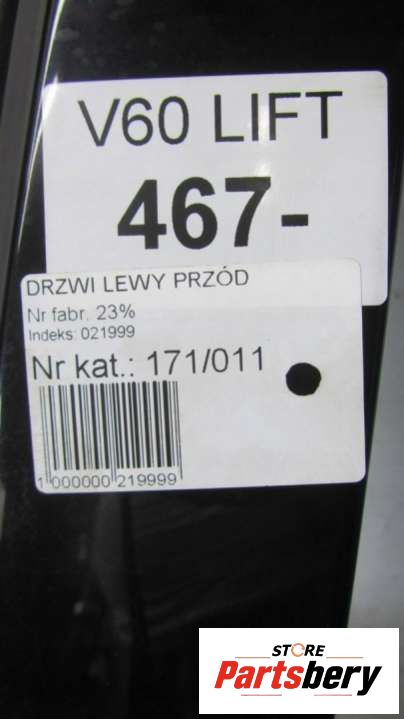 V60 LIFT
467-
DRZWI LEWY PRZÓD
Nr fabr. 23%
Indeks: 021999
Nr kat.: 171/011
1 000000 219999
STORE
Partsbery